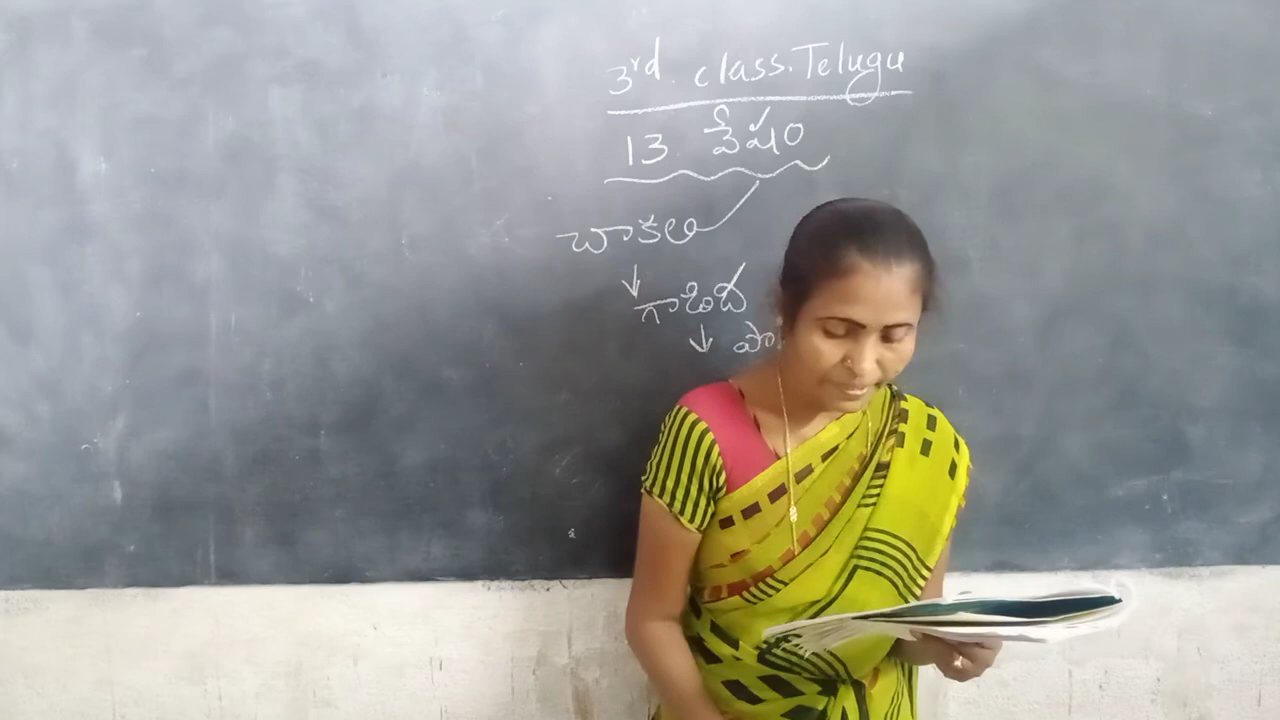 3rd. class. Telugu
13. వేషం
చాకలి
↓
గాడిద
↓